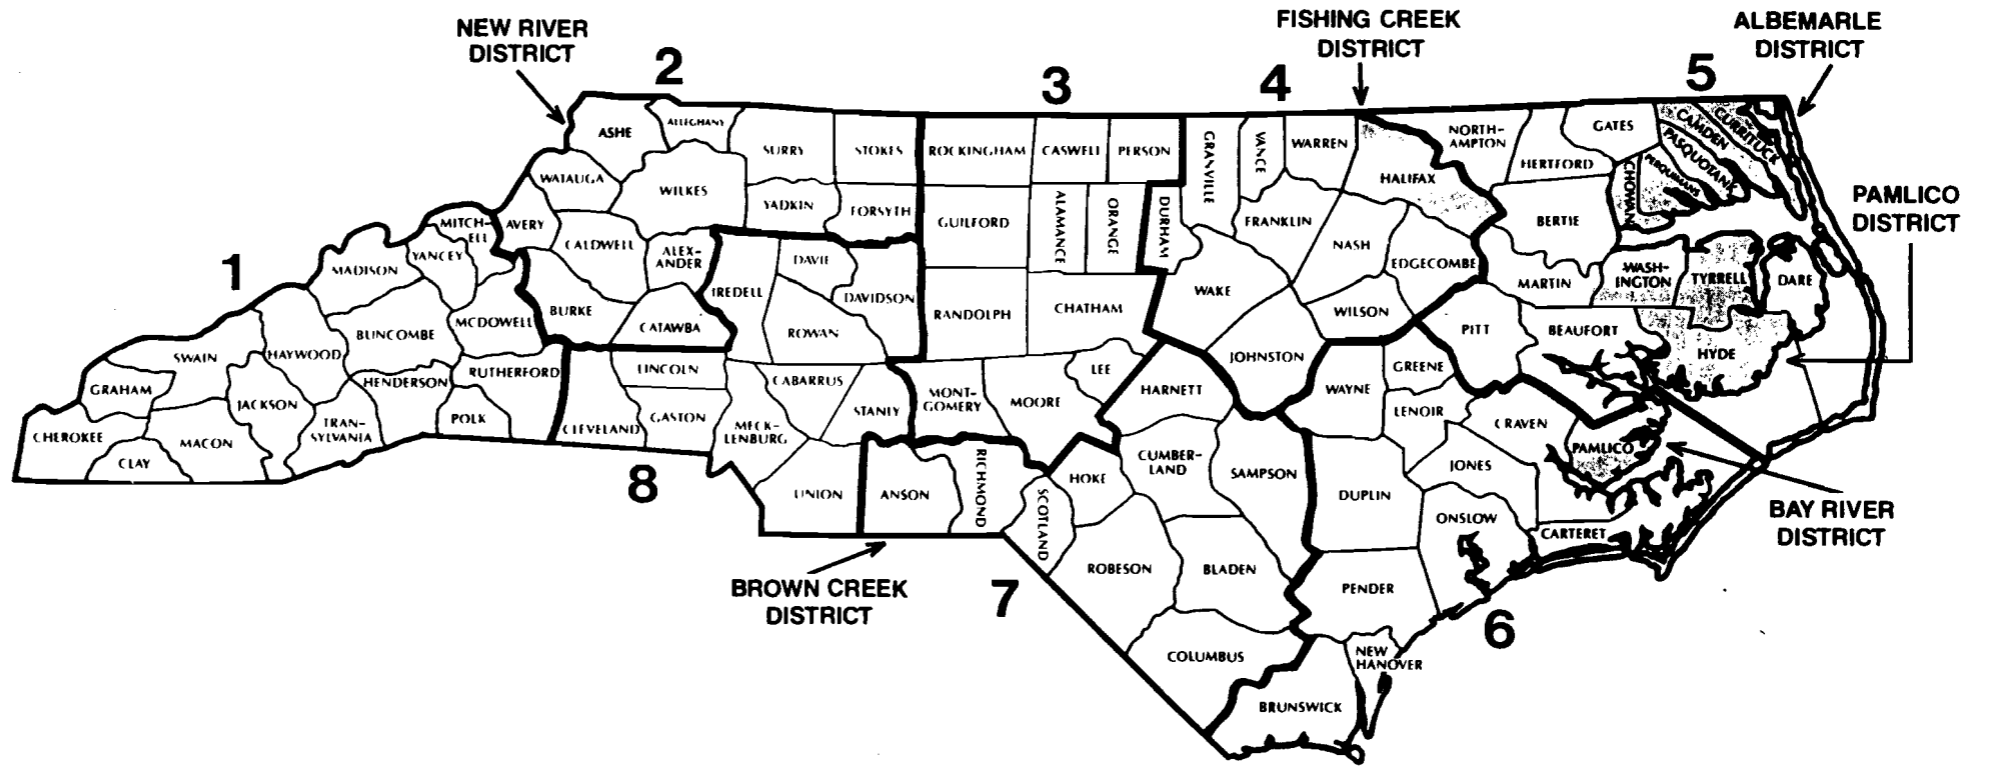 NEW RIVER
DISTRICT
FISHING CREEK
DISTRICT
ALBEMARLE
DISTRICT
2
3
4
5
ASHE
ALLEGHANY
SURRY
STOKES
ROCKINGHAM
CASWELL
PERSON
GRANVILLE
VANCE
WARREN
NORTH-
AMPTON
GATES
CAMDEN
CURRITUCK
PASQUOTANK
PERQUIMANS
CHOWAN
HERTFORD
HALIFAX
WATAUGA
WILKES
YADKIN
FORSYTH
GUILFORD
ALAMANCE
ORANGE
DURHAM
FRANKLIN
BERTIE
PAMLICO
DISTRICT
MITCH-
ELL
AVERY
CALDWELL
ALEX-
ANDER
DAVIE
NASH
EDGECOMBE
1
MADISON
YANCEY
IREDELL
DAVIDSON
WAKE
MARTIN
WASH-
INGTON
TYRRELL
DARE
BURKE
CATAWBA
ROWAN
RANDOLPH
CHATHAM
WILSON
PITT
BEAUFORT
HYDE
BUNCOMBE
MCDOWELL
SWAIN
HAYWOOD
JOHNSTON
GRAHAM
HENDERSON
RUTHERFORD
LINCOLN
CABARRUS
LEE
GREENE
WAYNE
HARNETT
JACKSON
POLK
GASTON
STANLY
MONT-
GOMERY
MOORE
LENOIR
CRAVEN
CHEROKEE
MACON
TRAN-
SYLVANIA
CLEVELAND
MECK-
LENBURG
CLAY
CUMBER-
LAND
SAMPSON
PAMLICO
JONES
8
UNION
ANSON
RICHMOND
HOKE
SCOTLAND
DUPLIN
ONSLOW
CARTERET
BAY RIVER
DISTRICT
BROWN CREEK
DISTRICT
7
ROBESON
BLADEN
PENDER
6
COLUMBUS
NEW
HANOVER
BRUNSWICK